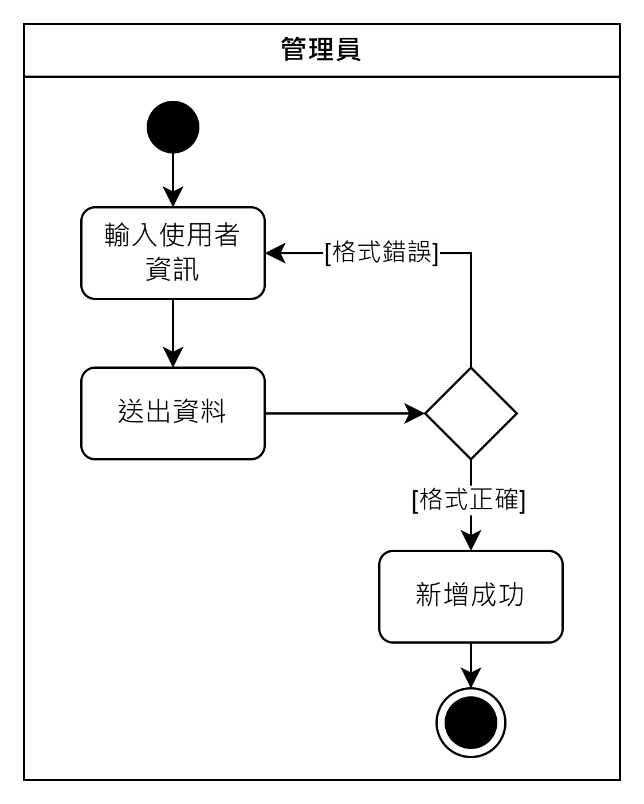 管理員
輸入使用者
資訊
[格式錯誤]
送出資料
[格式正確]
新增成功